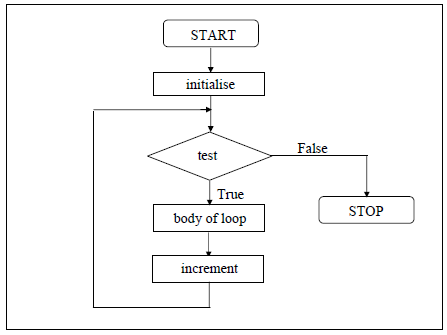 START
initialise
test
False
True
body of loop
STOP
increment